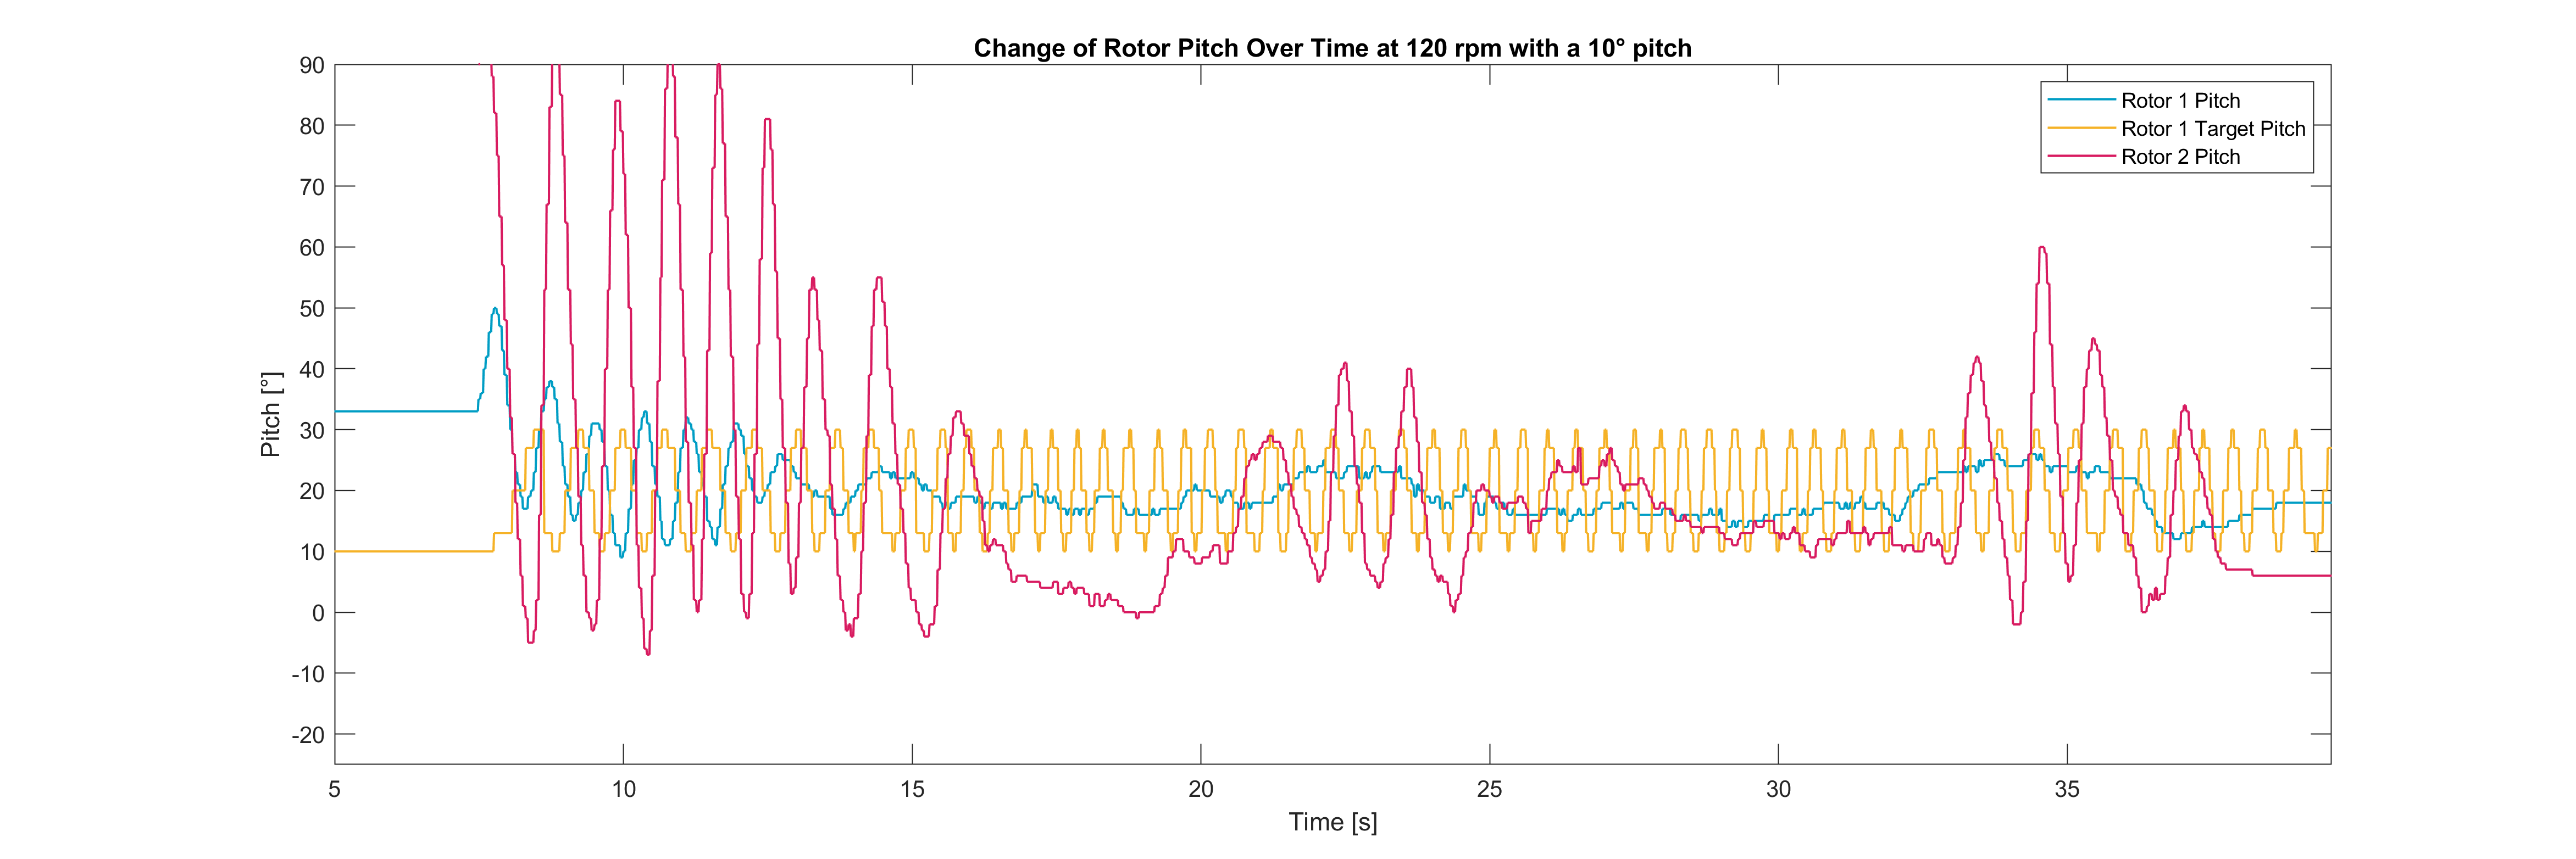 Change of Rotor Pitch Over Time at 120 rpm with a 10° pitch
90
80
70
60
50
40
30
20
10
0
-10
-20
Pitch [°]
Rotor 1 Pitch
Rotor 1 Target Pitch
Rotor 2 Pitch
5 10 15 20 25 30 35
Time [s]